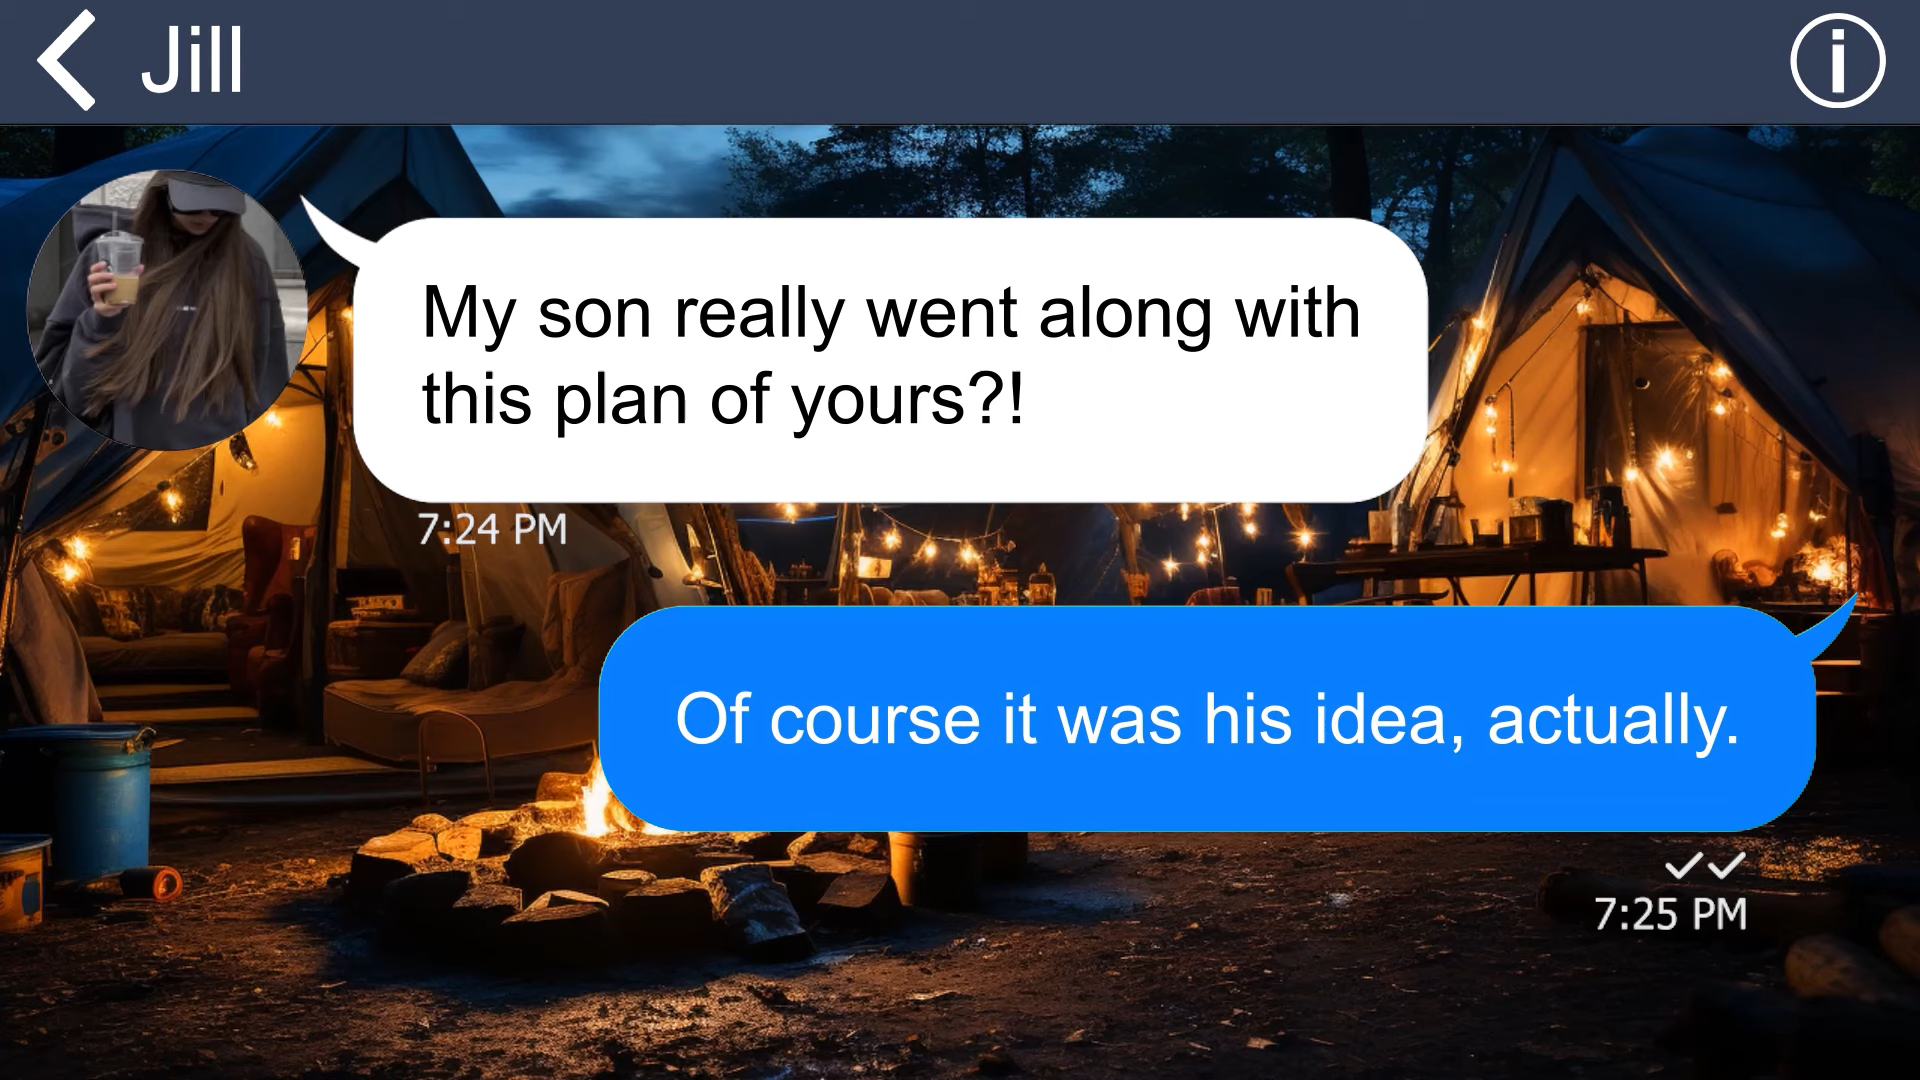 Jill
My son really went along with
this plan of yours?!
7:24 PM
Of course it was his idea, actually.
7:25 PM